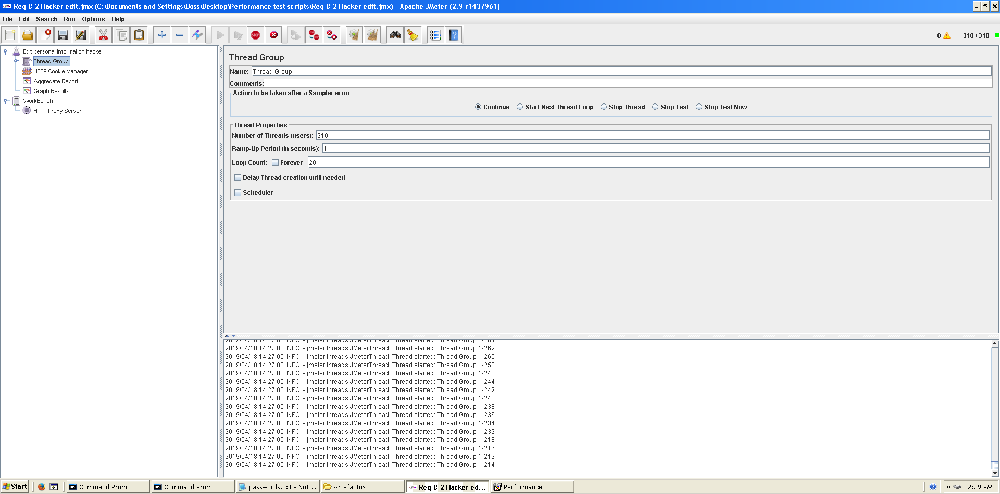 Req 8-2 Hacker edit.jmx (C:\Documents and Settings\Boss\Desktop\Performance test scripts\Req 8-2 Hacker edit.jmx) - Apache JMeter (2.9 r1437961)
File Edit Search Run Options Help
STOP
0 310 / 310
Edit personal information hacker
Thread Group
HTTP Cookie Manager
Aggregate Report
Graph Results
WorkBench
HTTP Proxy Server
Thread Group
Name: Thread Group
Comments:
Action to be taken after a Sampler error
Continue Start Next Thread Loop Stop Thread Stop Test Stop Test Now
Thread Properties
Number of Threads (users): 310
Ramp-Up Period (in seconds): 1
Loop Count: Forever 20
Delay Thread creation until needed
Scheduler
2019/04/18 14:27:00 INFO - jmeter.threads.JMeterThread: Thread started: Thread Group 1-264
2019/04/18 14:27:00 INFO - jmeter.threads.JMeterThread: Thread started: Thread Group 1-262
2019/04/18 14:27:00 INFO - jmeter.threads.JMeterThread: Thread started: Thread Group 1-260
2019/04/18 14:27:00 INFO - jmeter.threads.JMeterThread: Thread started: Thread Group 1-258
2019/04/18 14:27:00 INFO - jmeter.threads.JMeterThread: Thread started: Thread Group 1-248
2019/04/18 14:27:00 INFO - jmeter.threads.JMeterThread: Thread started: Thread Group 1-244
2019/04/18 14:27:00 INFO - jmeter.threads.JMeterThread: Thread started: Thread Group 1-242
2019/04/18 14:27:00 INFO - jmeter.threads.JMeterThread: Thread started: Thread Group 1-240
2019/04/18 14:27:00 INFO - jmeter.threads.JMeterThread: Thread started: Thread Group 1-238
2019/04/18 14:27:00 INFO - jmeter.threads.JMeterThread: Thread started: Thread Group 1-236
2019/04/18 14:27:00 INFO - jmeter.threads.JMeterThread: Thread started: Thread Group 1-234
2019/04/18 14:27:00 INFO - jmeter.threads.JMeterThread: Thread started: Thread Group 1-232
2019/04/18 14:27:00 INFO - jmeter.threads.JMeterThread: Thread started: Thread Group 1-218
2019/04/18 14:27:00 INFO - jmeter.threads.JMeterThread: Thread started: Thread Group 1-216
2019/04/18 14:27:00 INFO - jmeter.threads.JMeterThread: Thread started: Thread Group 1-212
2019/04/18 14:27:00 INFO - jmeter.threads.JMeterThread: Thread started: Thread Group 1-214
Start Command Prompt Command Prompt passwords.txt - Not... Artefactos Req 8-2 Hacker ed... Performance « 2:29 PM